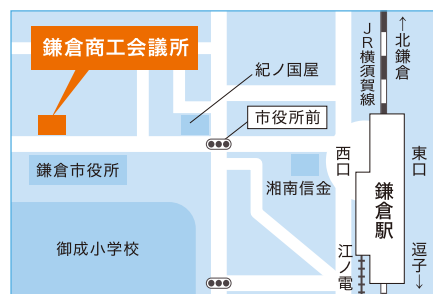 鎌倉商工会議所
紀ノ国屋
市役所前
JR横須賀線
↑北鎌倉
鎌倉市役所
湘南信金
西口
鎌倉駅
東口
御成小学校
江ノ電
逗子↓